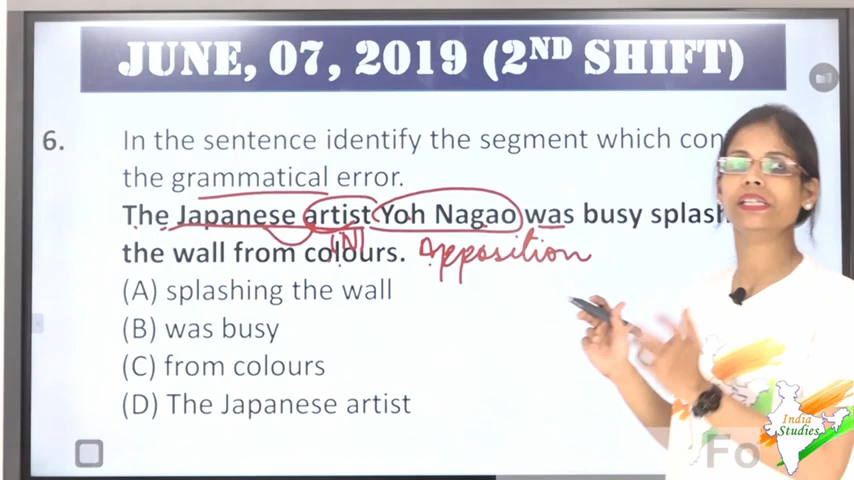 JUNE, 07, 2019 (2ND SHIFT)
6. In the sentence identify the segment which con
the grammatical error.
The Japanese artist Yoh Nagao was busy splash
the wall from colours. Apposition
(N)
(A) splashing the wall
(B) was busy
(C) from colours
(D) The Japanese artist
India
Studies
Fo